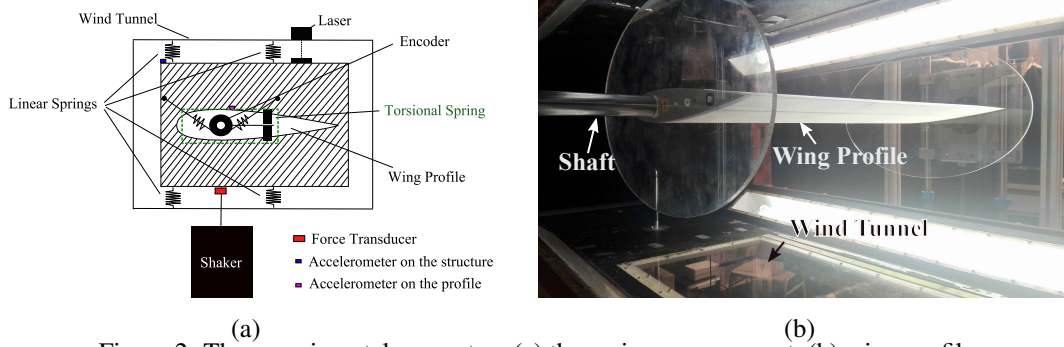 Wind Tunnel
Laser
Encoder
Linear Springs
Torsional Spring
Wing Profile
Shaker
Force Transducer
Accelerometer on the structure
Accelerometer on the profile
Shaft
Wing Profile
Wind Tunnel
(a)
(b)